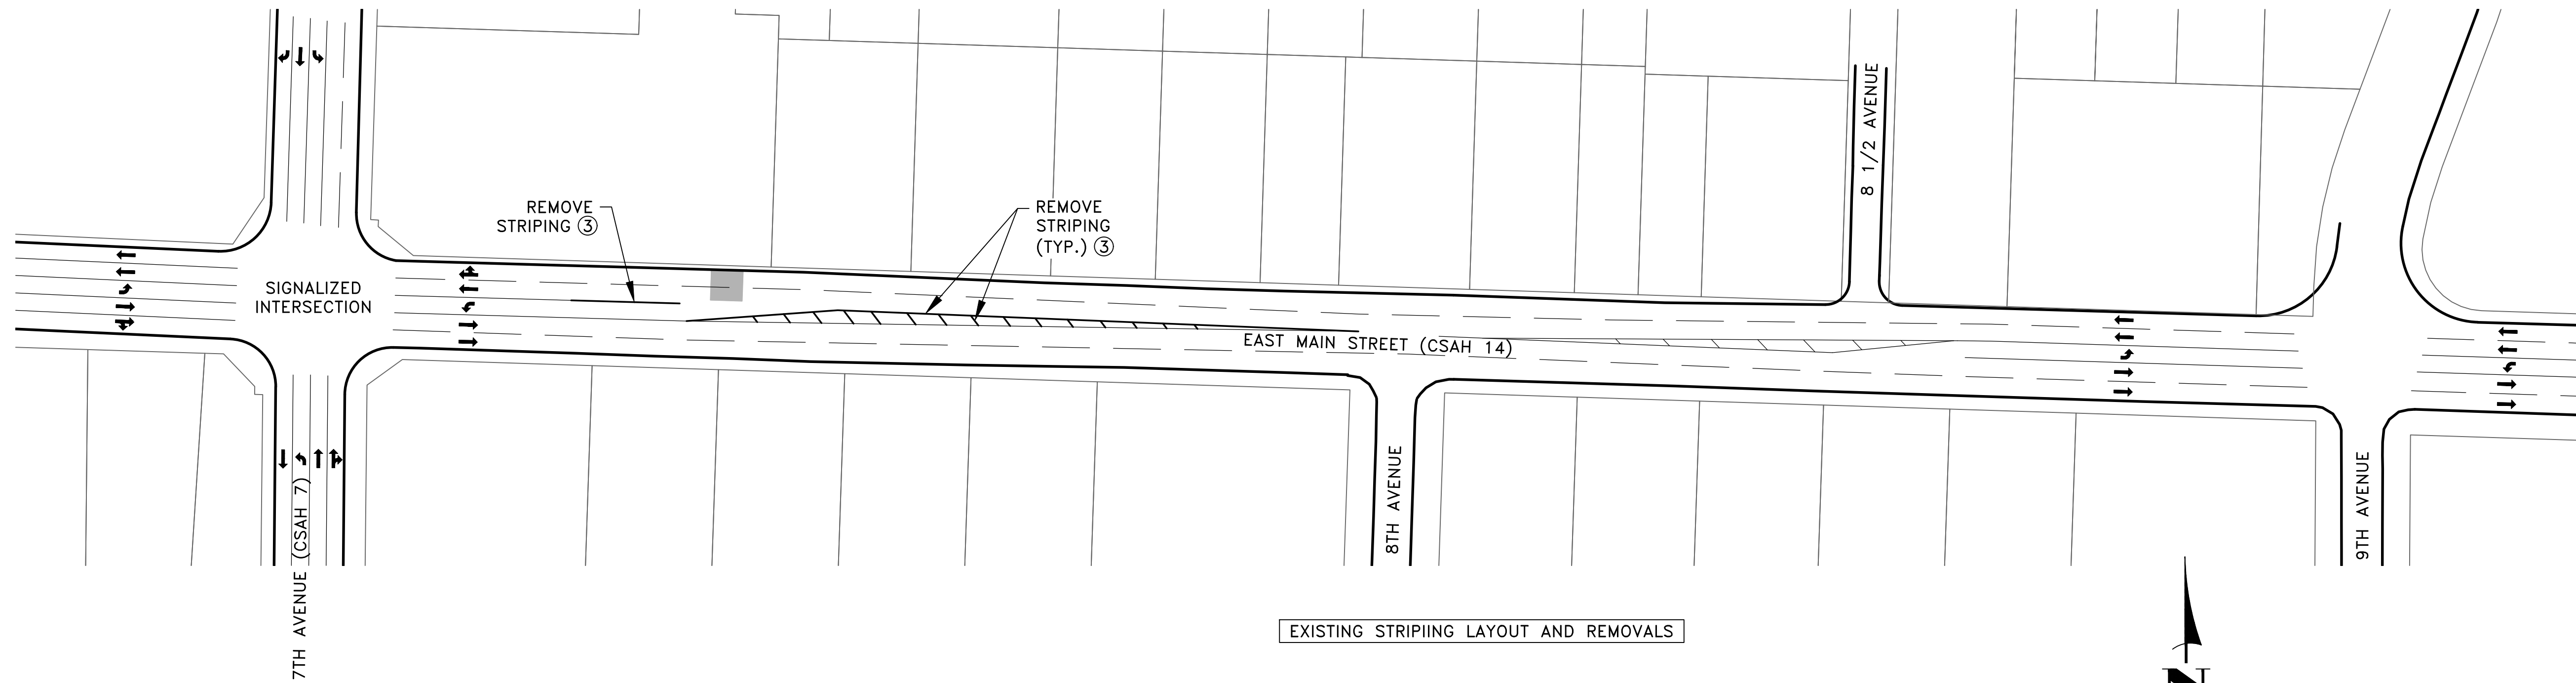 8 1/2 AVENUE
REMOVE
STRIPING ③
REMOVE
STRIPING
(TYP.) ③
SIGNALIZED
INTERSECTION
EAST MAIN STREET (CSAH 14)
7TH AVENUE (CSAH 7)
8TH AVENUE
9TH AVENUE
EXISTING STRIPIING LAYOUT AND REMOVALS
N